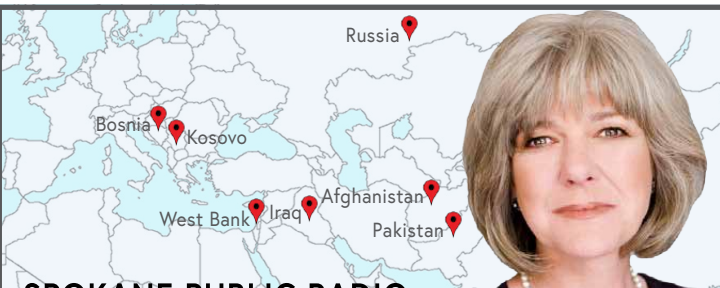 Russia
Bosnia
Kosovo
Afghanistan
West Bank
Iraq
Pakistan
SPOKANE PUBLIC RADIO